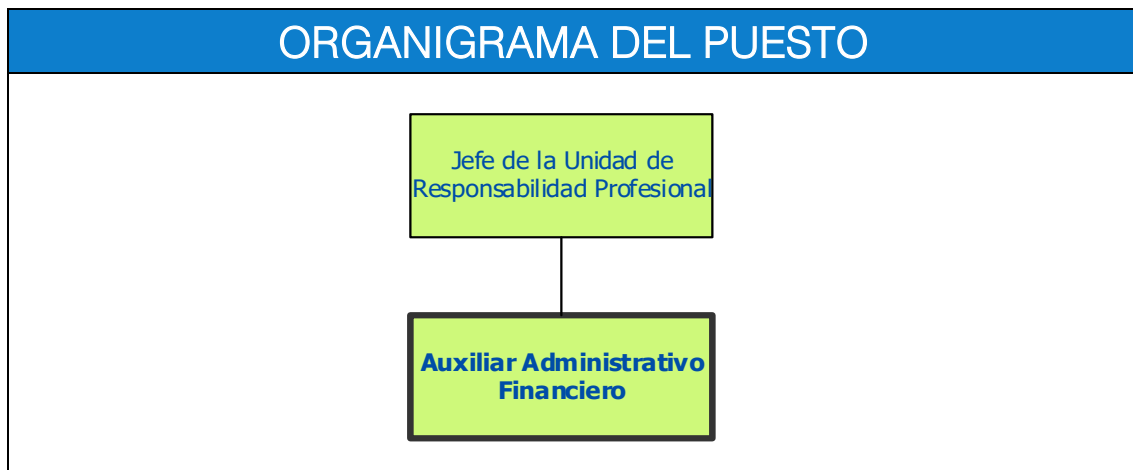 ORGANIGRAMA DEL PUESTO
Jefe de la Unidad de
Responsabilidad Profesional
Auxiliar Administrativo
Financiero